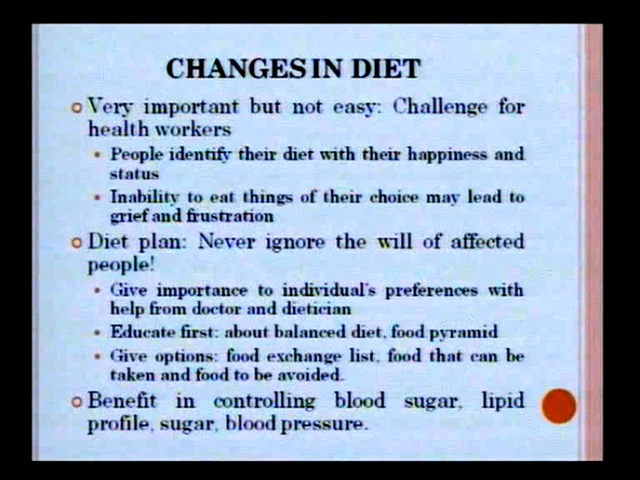 CHANGES IN DIET
Very important but not easy: Challenge for
health workers
People identify their diet with their happiness and
status
Inability to eat things of their choice may lead to
grief and frustration
Diet plan: Never ignore the will of affected
people!
Give importance to individual's preferences with
help from doctor and dietician
Educate first: about balanced diet, food pyramid
Give options: food exchange list, food that can be
taken and food to be avoided.
Benefit in controlling blood sugar, lipid
profile, sugar, blood pressure.